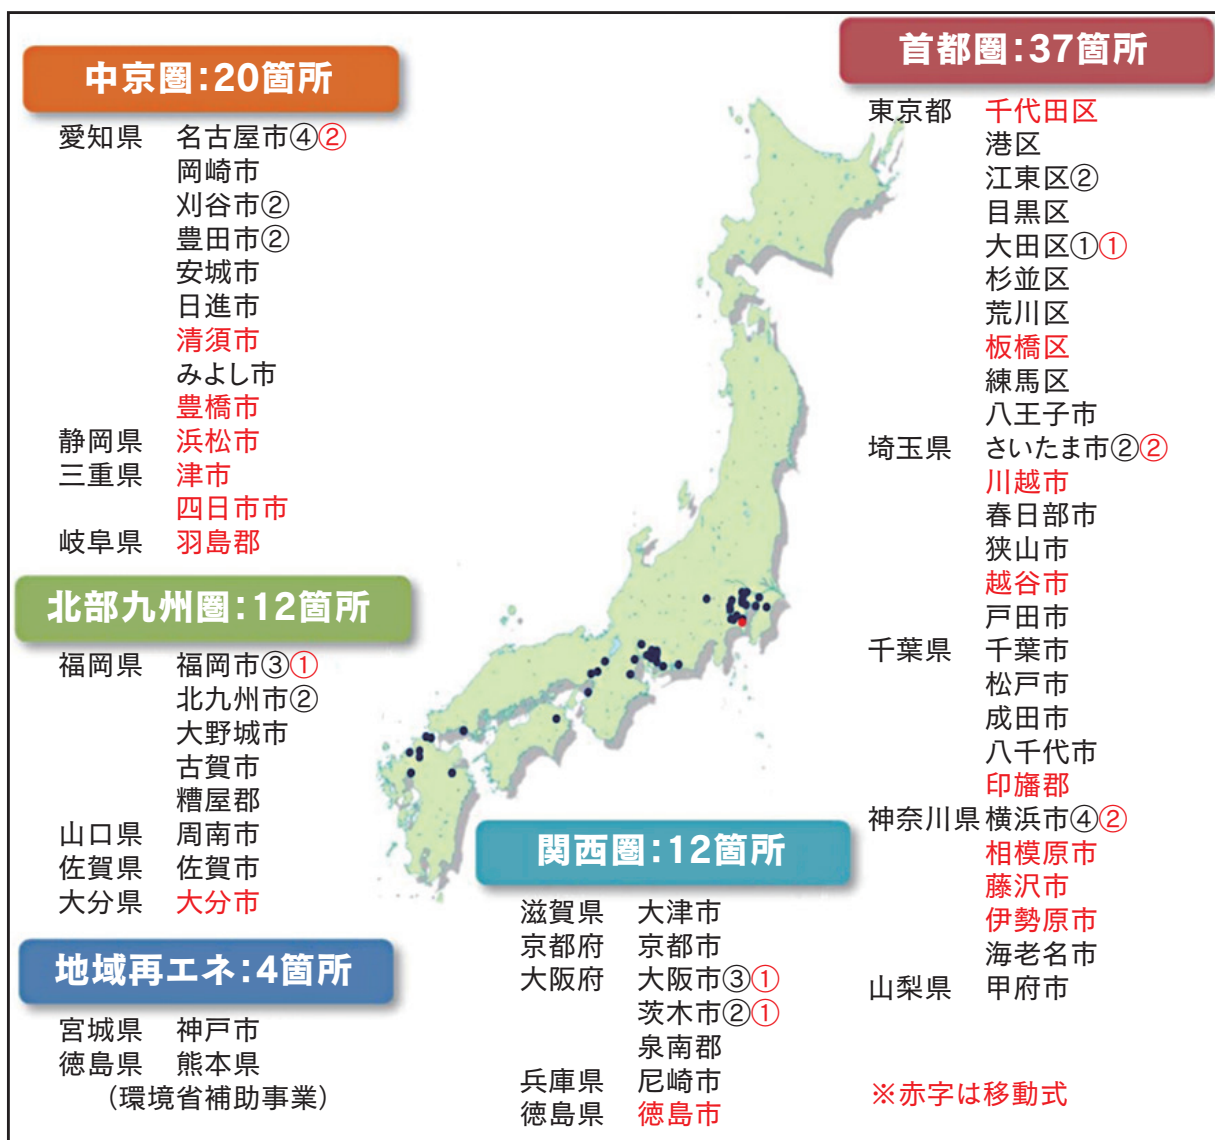 中京圏:20箇所
愛知県 名古屋市④②
岡崎市
刈谷市②
豊田市②
安城市
日進市
清須市
みよし市
豊橋市
静岡県 浜松市
三重県 津市
四日市市
岐阜県 羽島郡
北部九州圏:12箇所
福岡県 福岡市③①
北九州市②
大野城市
古賀市
糟屋郡
山口県 周南市
佐賀県 佐賀市
大分県 大分市
地域再エネ:4箇所
宮城県 神戸市
徳島県 熊本県
(環境省補助事業)
関西圏:12箇所
滋賀県 大津市
京都府 京都市
大阪府 大阪市③①
茨木市②①
泉南郡
兵庫県 尼崎市
徳島県 徳島市
首都圏:37箇所
東京都 千代田区
港区
江東区②
目黒区
大田区①①
杉並区
荒川区
板橋区
練馬区
八王子市
埼玉県 さいたま市②②
川越市
春日部市
狭山市
越谷市
戸田市
千葉県 千葉市
松戸市
成田市
八千代市
印旛郡
神奈川県 横浜市④②
相模原市
藤沢市
伊勢原市
海老名市
山梨県 甲府市
※赤字は移動式